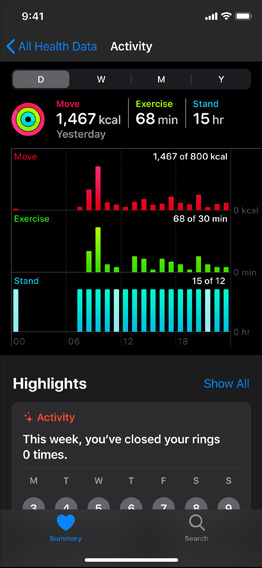 9:41
All Health Data
Activity
D W M Y
Move Exercise Stand
1,467 kcal 68 min 15 hr
Yesterday
Move 1,467 of 800 kcal
0 kcal
Exercise 68 of 30 min
0 min
Stand 15 of 12
0 hr
00 06 12 18
Highlights Show All
Activity
This week, you've closed your rings
0 times.
M T W T F S S
3 4 5 6 7 8 9
Summary Search